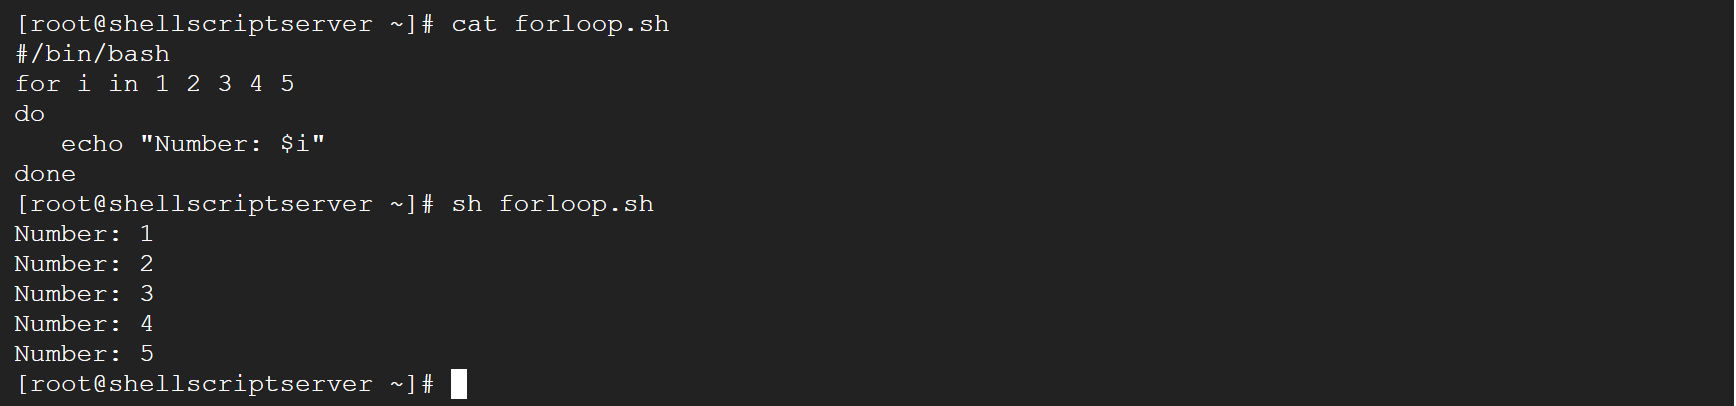 [root@shellscriptserver ~]# cat forloop.sh
#/bin/bash
for i in 1 2 3 4 5
do
   echo "Number: $i"
done
[root@shellscriptserver ~]# sh forloop.sh
Number: 1
Number: 2
Number: 3
Number: 4
Number: 5
[root@shellscriptserver ~]#